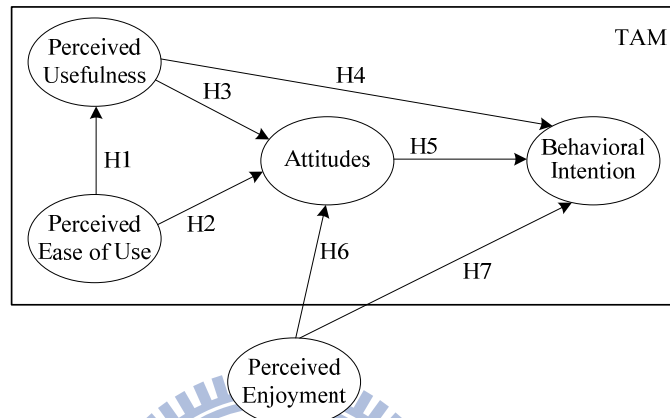 TAM
Perceived
Usefulness
H4
H3
Attitudes
H5
Behavioral
Intention
H1
Perceived
Ease of Use
H2
H6
H7
Perceived
Enjoyment